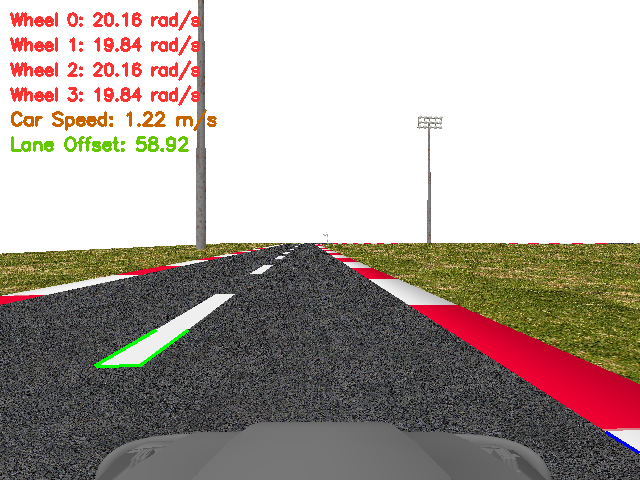 Wheel 0: 20.16 rad/s
Wheel 1: 19.84 rad/s
Wheel 2: 20.16 rad/s
Wheel 3: 19.84 rad/s
Car Speed: 1.22 m/s
Lane Offset: 58.92